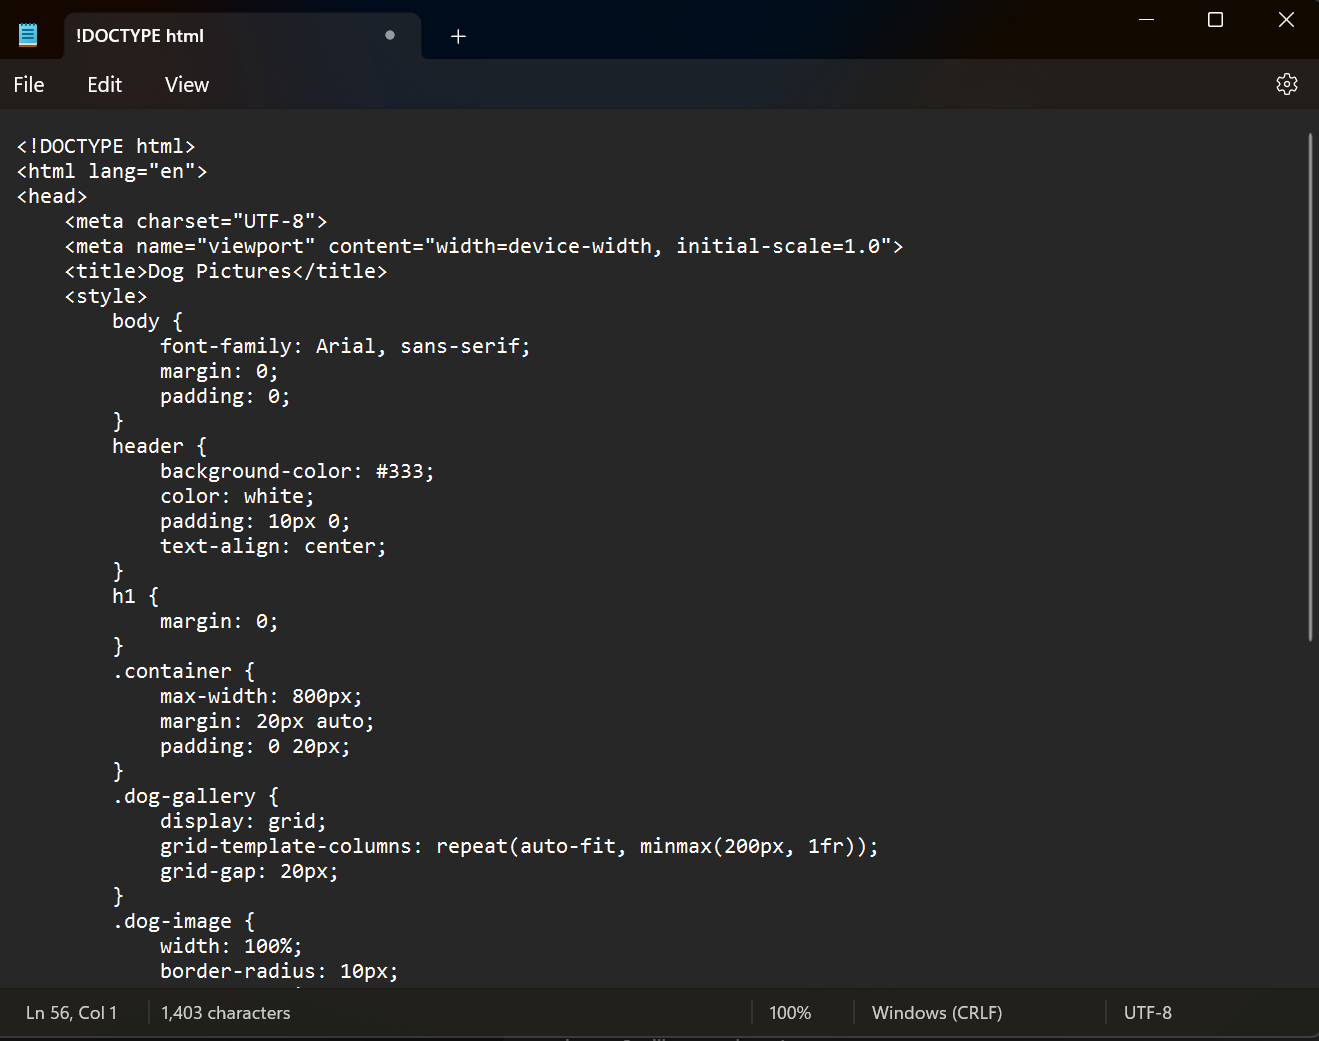 !DOCTYPE html
File Edit View
<!DOCTYPE html>
<html lang="en">
<head>
    <meta charset="UTF-8">
    <meta name="viewport" content="width=device-width, initial-scale=1.0">
    <title>Dog Pictures</title>
    <style>
        body {
            font-family: Arial, sans-serif;
            margin: 0;
            padding: 0;
        }
        header {
            background-color: #333;
            color: white;
            padding: 10px 0;
            text-align: center;
        }
        h1 {
            margin: 0;
        }
        .container {
            max-width: 800px;
            margin: 20px auto;
            padding: 0 20px;
        }
        .dog-gallery {
            display: grid;
            grid-template-columns: repeat(auto-fit, minmax(200px, 1fr));
            grid-gap: 20px;
        }
        .dog-image {
            width: 100%;
            border-radius: 10px;
Ln 56, Col 1 1,403 characters 100% Windows (CRLF) UTF-8